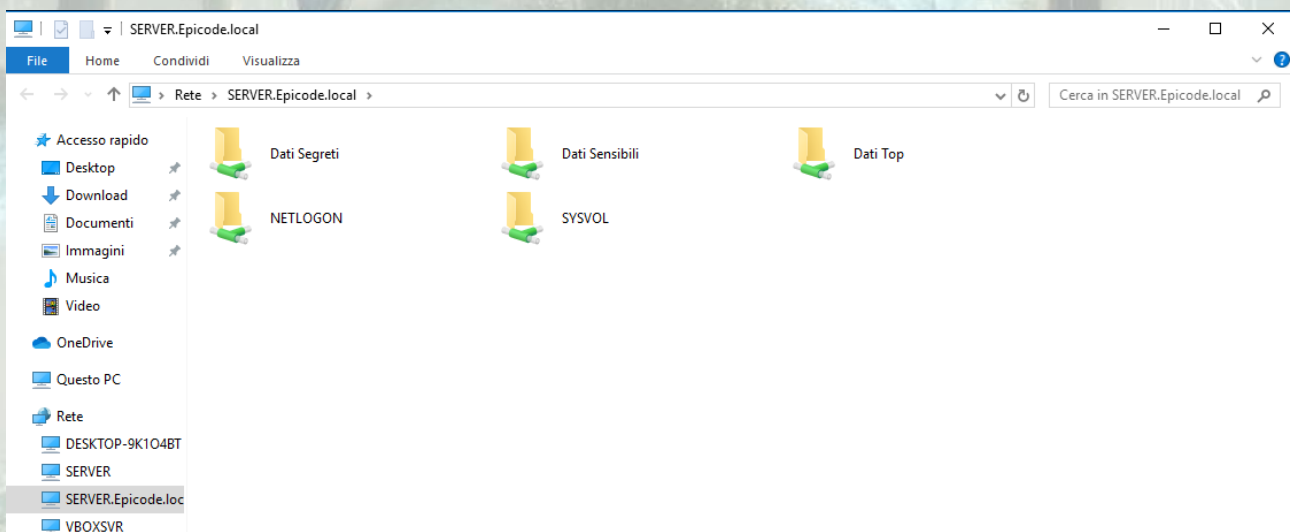 SERVER.Epicode.local
File Home Condividi Visualizza
Rete SERVER.Epicode.local Cerca in SERVER.Epicode.local
Accesso rapido
Desktop
Download
Documenti
Immagini
Musica
Video
OneDrive
Questo PC
Rete
DESKTOP-9K1O4BT
SERVER
SERVER.Epicode.loc
VBOXSVR
Dati Segreti Dati Sensibili Dati Top
NETLOGON SYSVOL